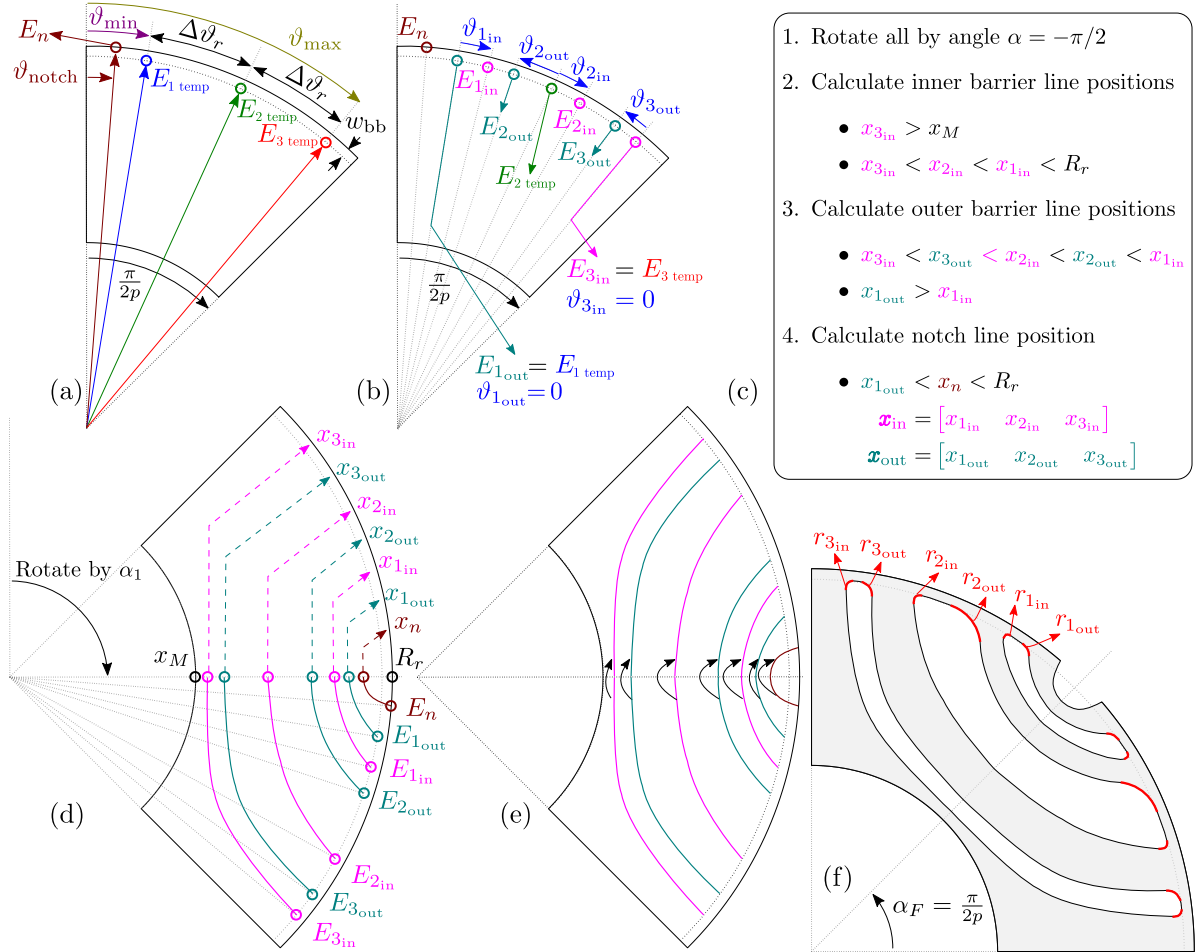 ϑ_min
Δϑ_r
ϑ_max
E_n
ϑ_notch
E_1 temp
Δϑ_r
E_2 temp
w_bb
E_3 temp
π/2p
(a)
E_n
ϑ_1in
ϑ_2out
ϑ_2in
ϑ_3out
E_1in
E_2out
E_2in
E_3out
E_2 temp
π/2p
E_3in = E_3 temp
ϑ_3in = 0
E_1out = E_1 temp
ϑ_1out = 0
(b)
(c)
1. Rotate all by angle α = −π/2
2. Calculate inner barrier line positions
• x_3in > x_M
• x_3in < x_2in < x_1in < R_r
3. Calculate outer barrier line positions
• x_3in < x_3out < x_2in < x_2out < x_1in
• x_1out > x_1in
4. Calculate notch line position
• x_1out < x_n < R_r
x_in = [x_1in x_2in x_3in]
x_out = [x_1out x_2out x_3out]
x_3in
x_3out
x_2in
x_2out
x_1in
x_1out
x_n
Rotate by α_1
x_M
R_r
E_n
E_1out
E_1in
E_2out
E_2in
E_3out
E_3in
(d)
(e)
r_3in
r_3out
r_2in
r_2out
r_1in
r_1out
(f)
α_F = π/2p